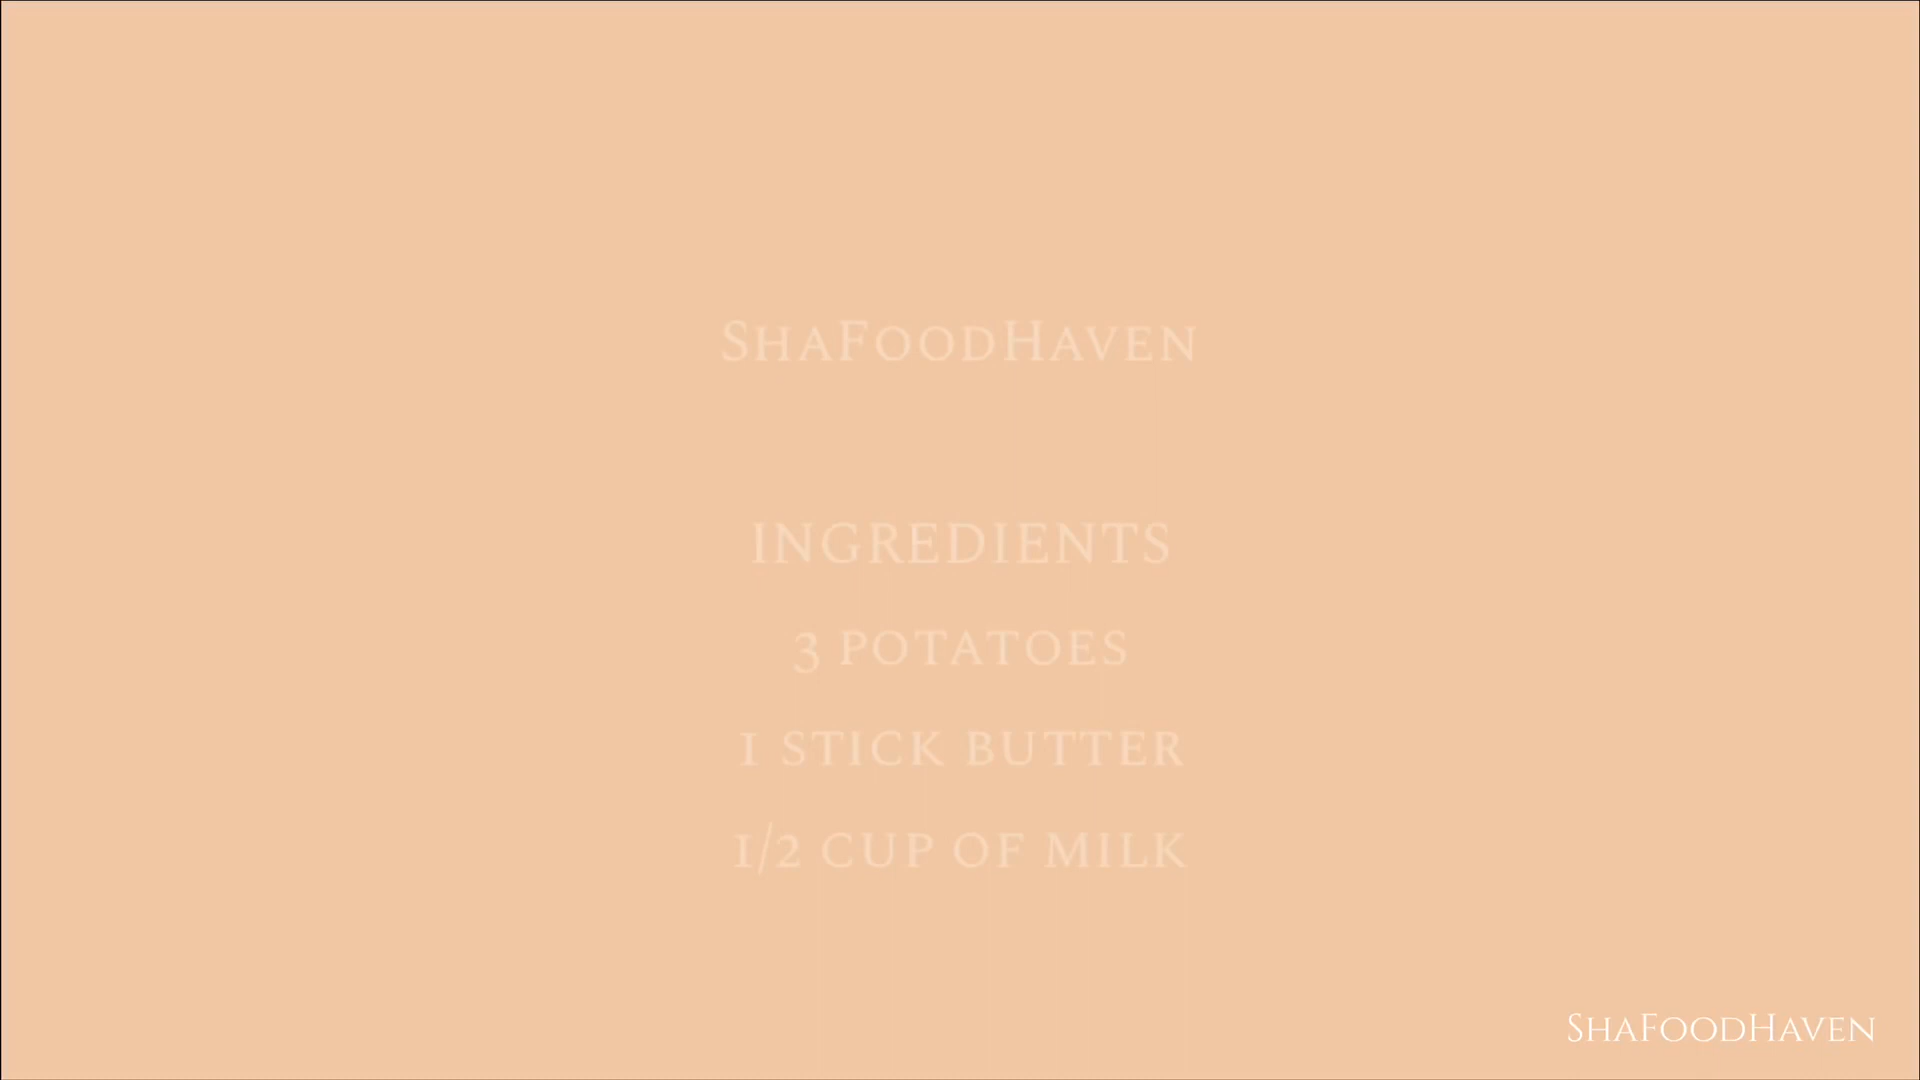 ShaFoodHaven
INGREDIENTS
3 POTATOES
1 STICK BUTTER
1/2 CUP OF MILK
ShaFoodHaven